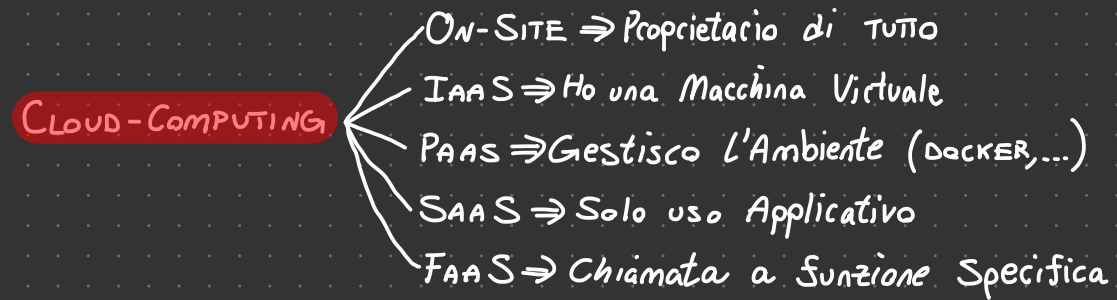 ON-SITE ⇒ Proprietario di TUTTO
IAAS ⇒ Ho una Macchina Virtuale
CLOUD-COMPUTING
PAAS ⇒ Gestisco l'Ambiente (DOCKER,...)
SAAS ⇒ Solo uso Applicativo
FAAS ⇒ Chiamata a funzione specifica